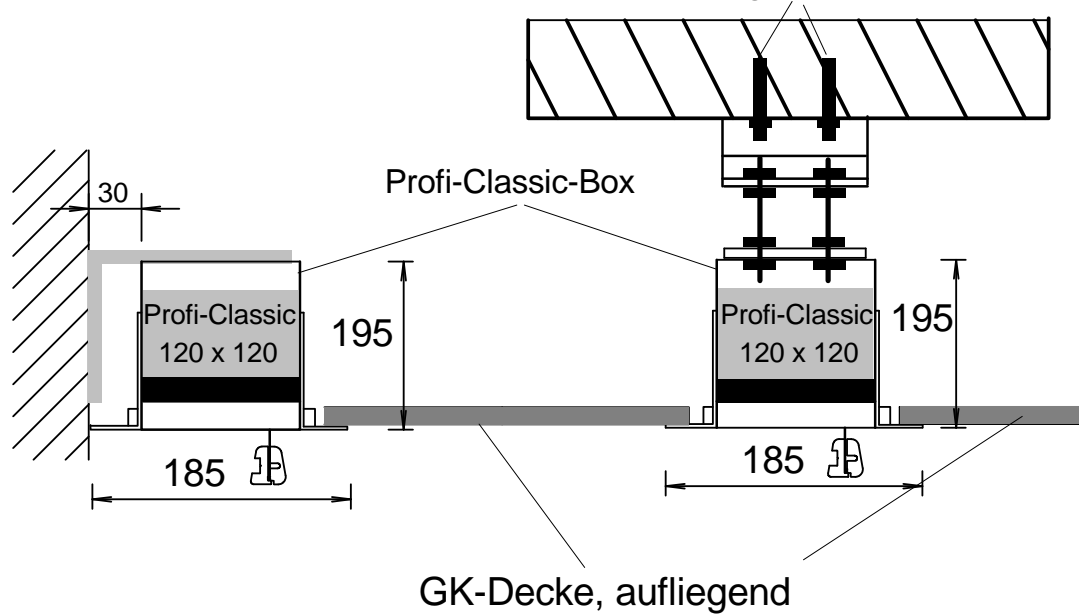 30
Profi-Classic-Box
Profi-Classic
120 x 120
195
Profi-Classic
120 x 120
195
185
185
GK-Decke, aufliegend